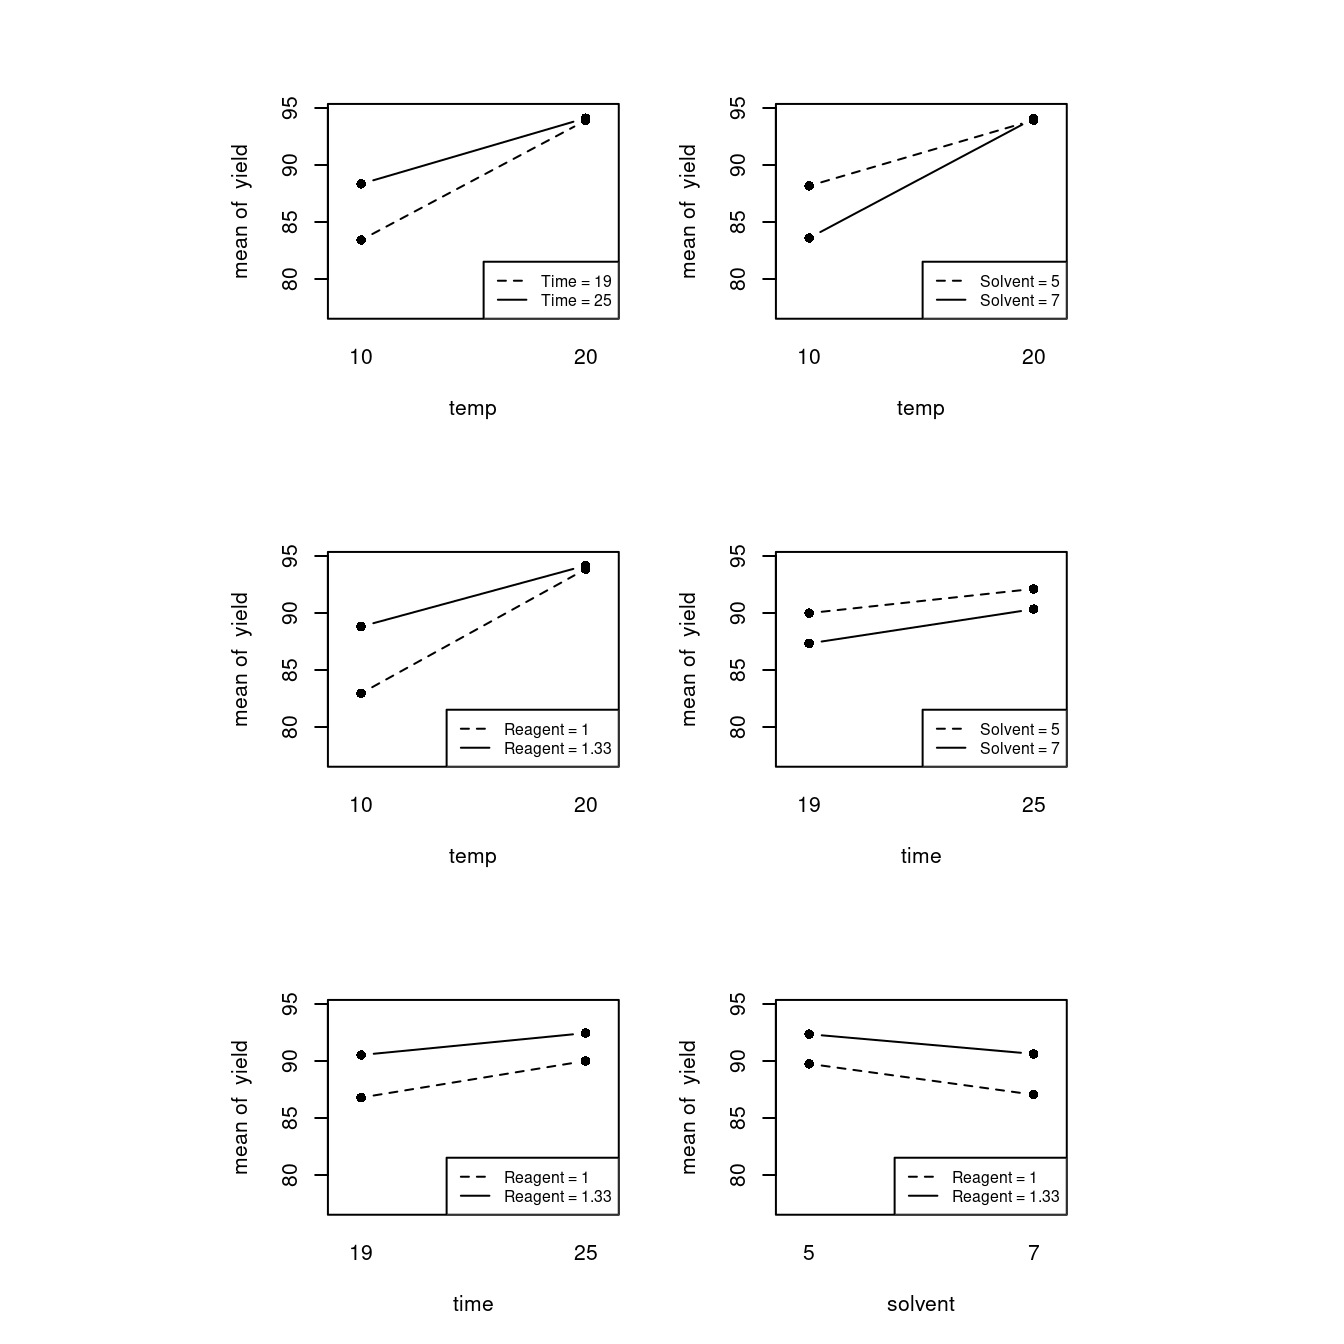 mean of yield
95
90
85
80
Time = 19
Time = 25
10 20
temp
mean of yield
95
90
85
80
Solvent = 5
Solvent = 7
10 20
temp
mean of yield
95
90
85
80
Reagent = 1
Reagent = 1.33
10 20
temp
mean of yield
95
90
85
80
Solvent = 5
Solvent = 7
19 25
time
mean of yield
95
90
85
80
Reagent = 1
Reagent = 1.33
19 25
time
mean of yield
95
90
85
80
Reagent = 1
Reagent = 1.33
5 7
solvent